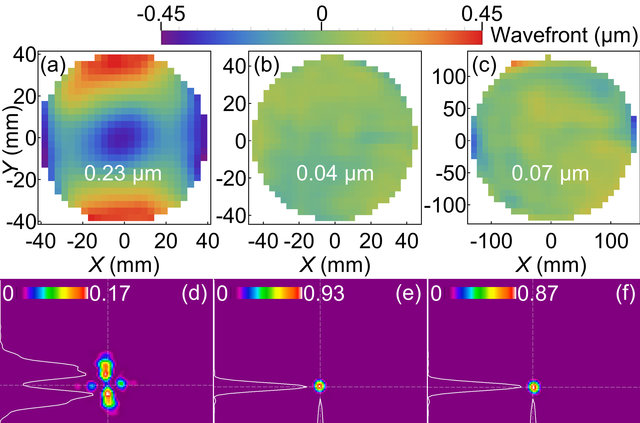 -0.45 0 0.45
Wavefront (µm)
(a) (b) (c)
40 20 0 -20 -40
Y (mm)
0.23 µm
-40 -20 0 20 40
X (mm)
40 20 0 -20 -40
0.04 µm
-40 -20 0 20 40
X (mm)
100 50 0 -50 -100
0.07 µm
-100 0 100
X (mm)
0 0.17 (d)
0 0.93 (e)
0 0.87 (f)